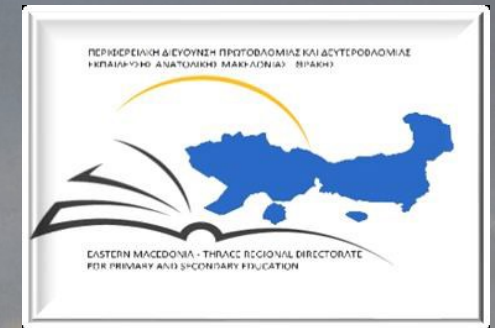 ΠΕΡΙΦΕΡΕΙΑΚΗ ΔΙΕΥΘΥΝΣΗ ΠΡΩΤΟΒΑΘΜΙΑΣ ΚΑΙ ΔΕΥΤΕΡΟΒΑΘΜΙΑΣ
ΕΚΠΑΙΔΕΥΣΗΣ ΑΝΑΤΟΛΙΚΗΣ ΜΑΚΕΔΟΝΙΑΣ - ΘΡΑΚΗΣ
EASTERN MACEDONIA - THRACE REGIONAL DIRECTORATE
FOR PRIMARY AND SECONDARY EDUCATION